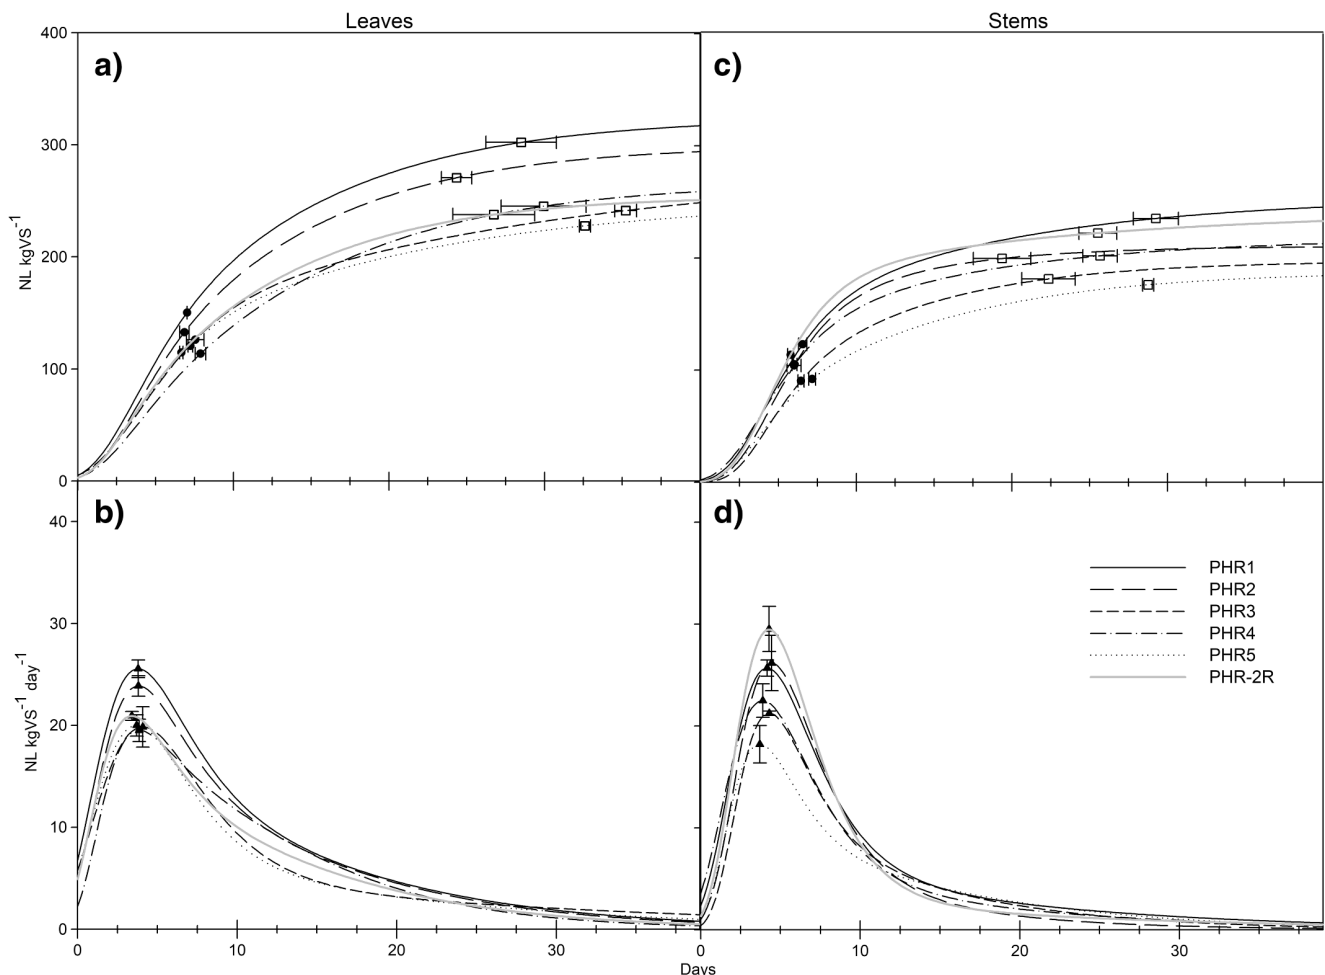 Leaves
Stems
400
300
200
100
0
NL kgVS⁻¹
a)
c)
b)
d)
40
30
20
10
0
NL kgVS⁻¹ day⁻¹
PHR1
PHR2
PHR3
PHR4
PHR5
PHR-2R
0 10 20 30 0 10 20 30
Days